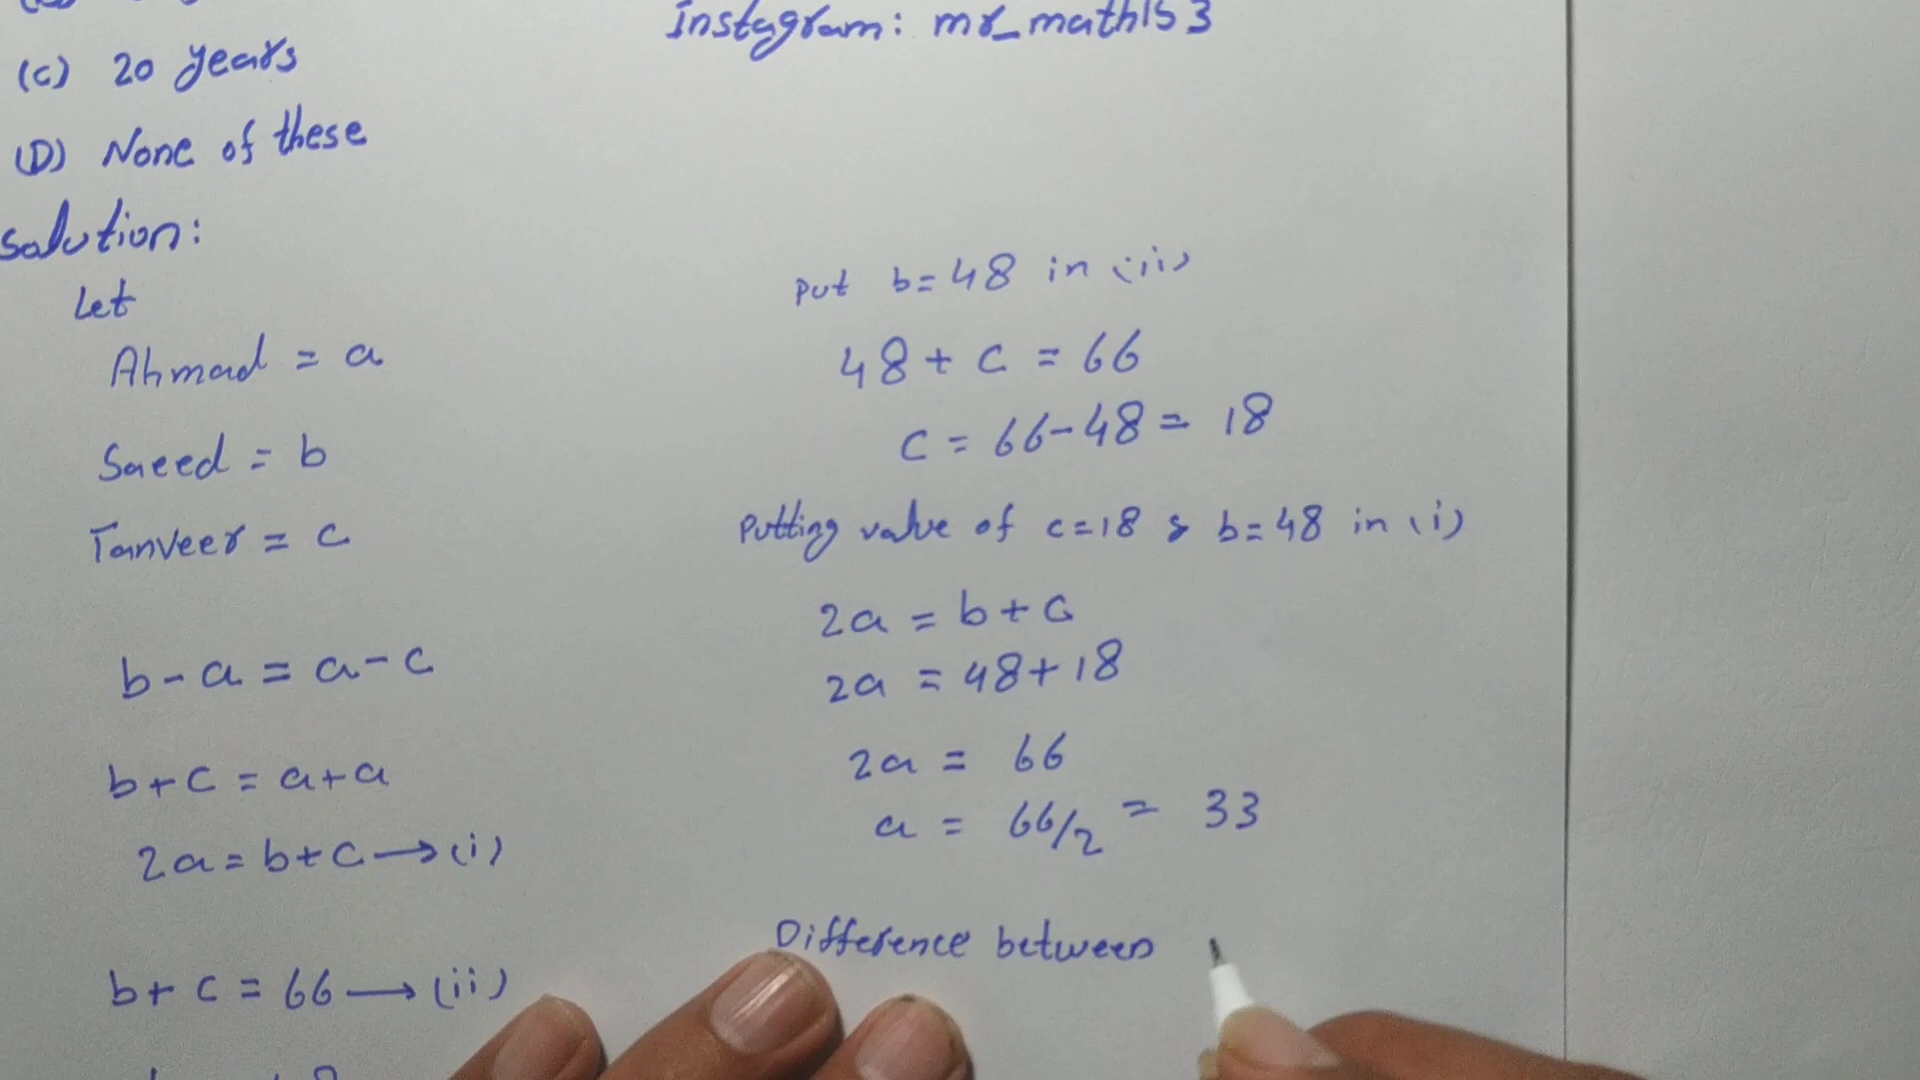 Instagram: mr_math153
(C) 20 years
(D) None of these
Solution:
Let
Ahmad = a
Saeed = b
Tanveer = c
b - a = a - c
b + c = a + a
2a = b + c → (i)
b + c = 66 → (ii)
Put b = 48 in (ii)
48 + c = 66
c = 66 - 48 = 18
Putting value of c = 18 & b = 48 in (i)
2a = b + c
2a = 48 + 18
2a = 66
a = 66/2 = 33
Difference between